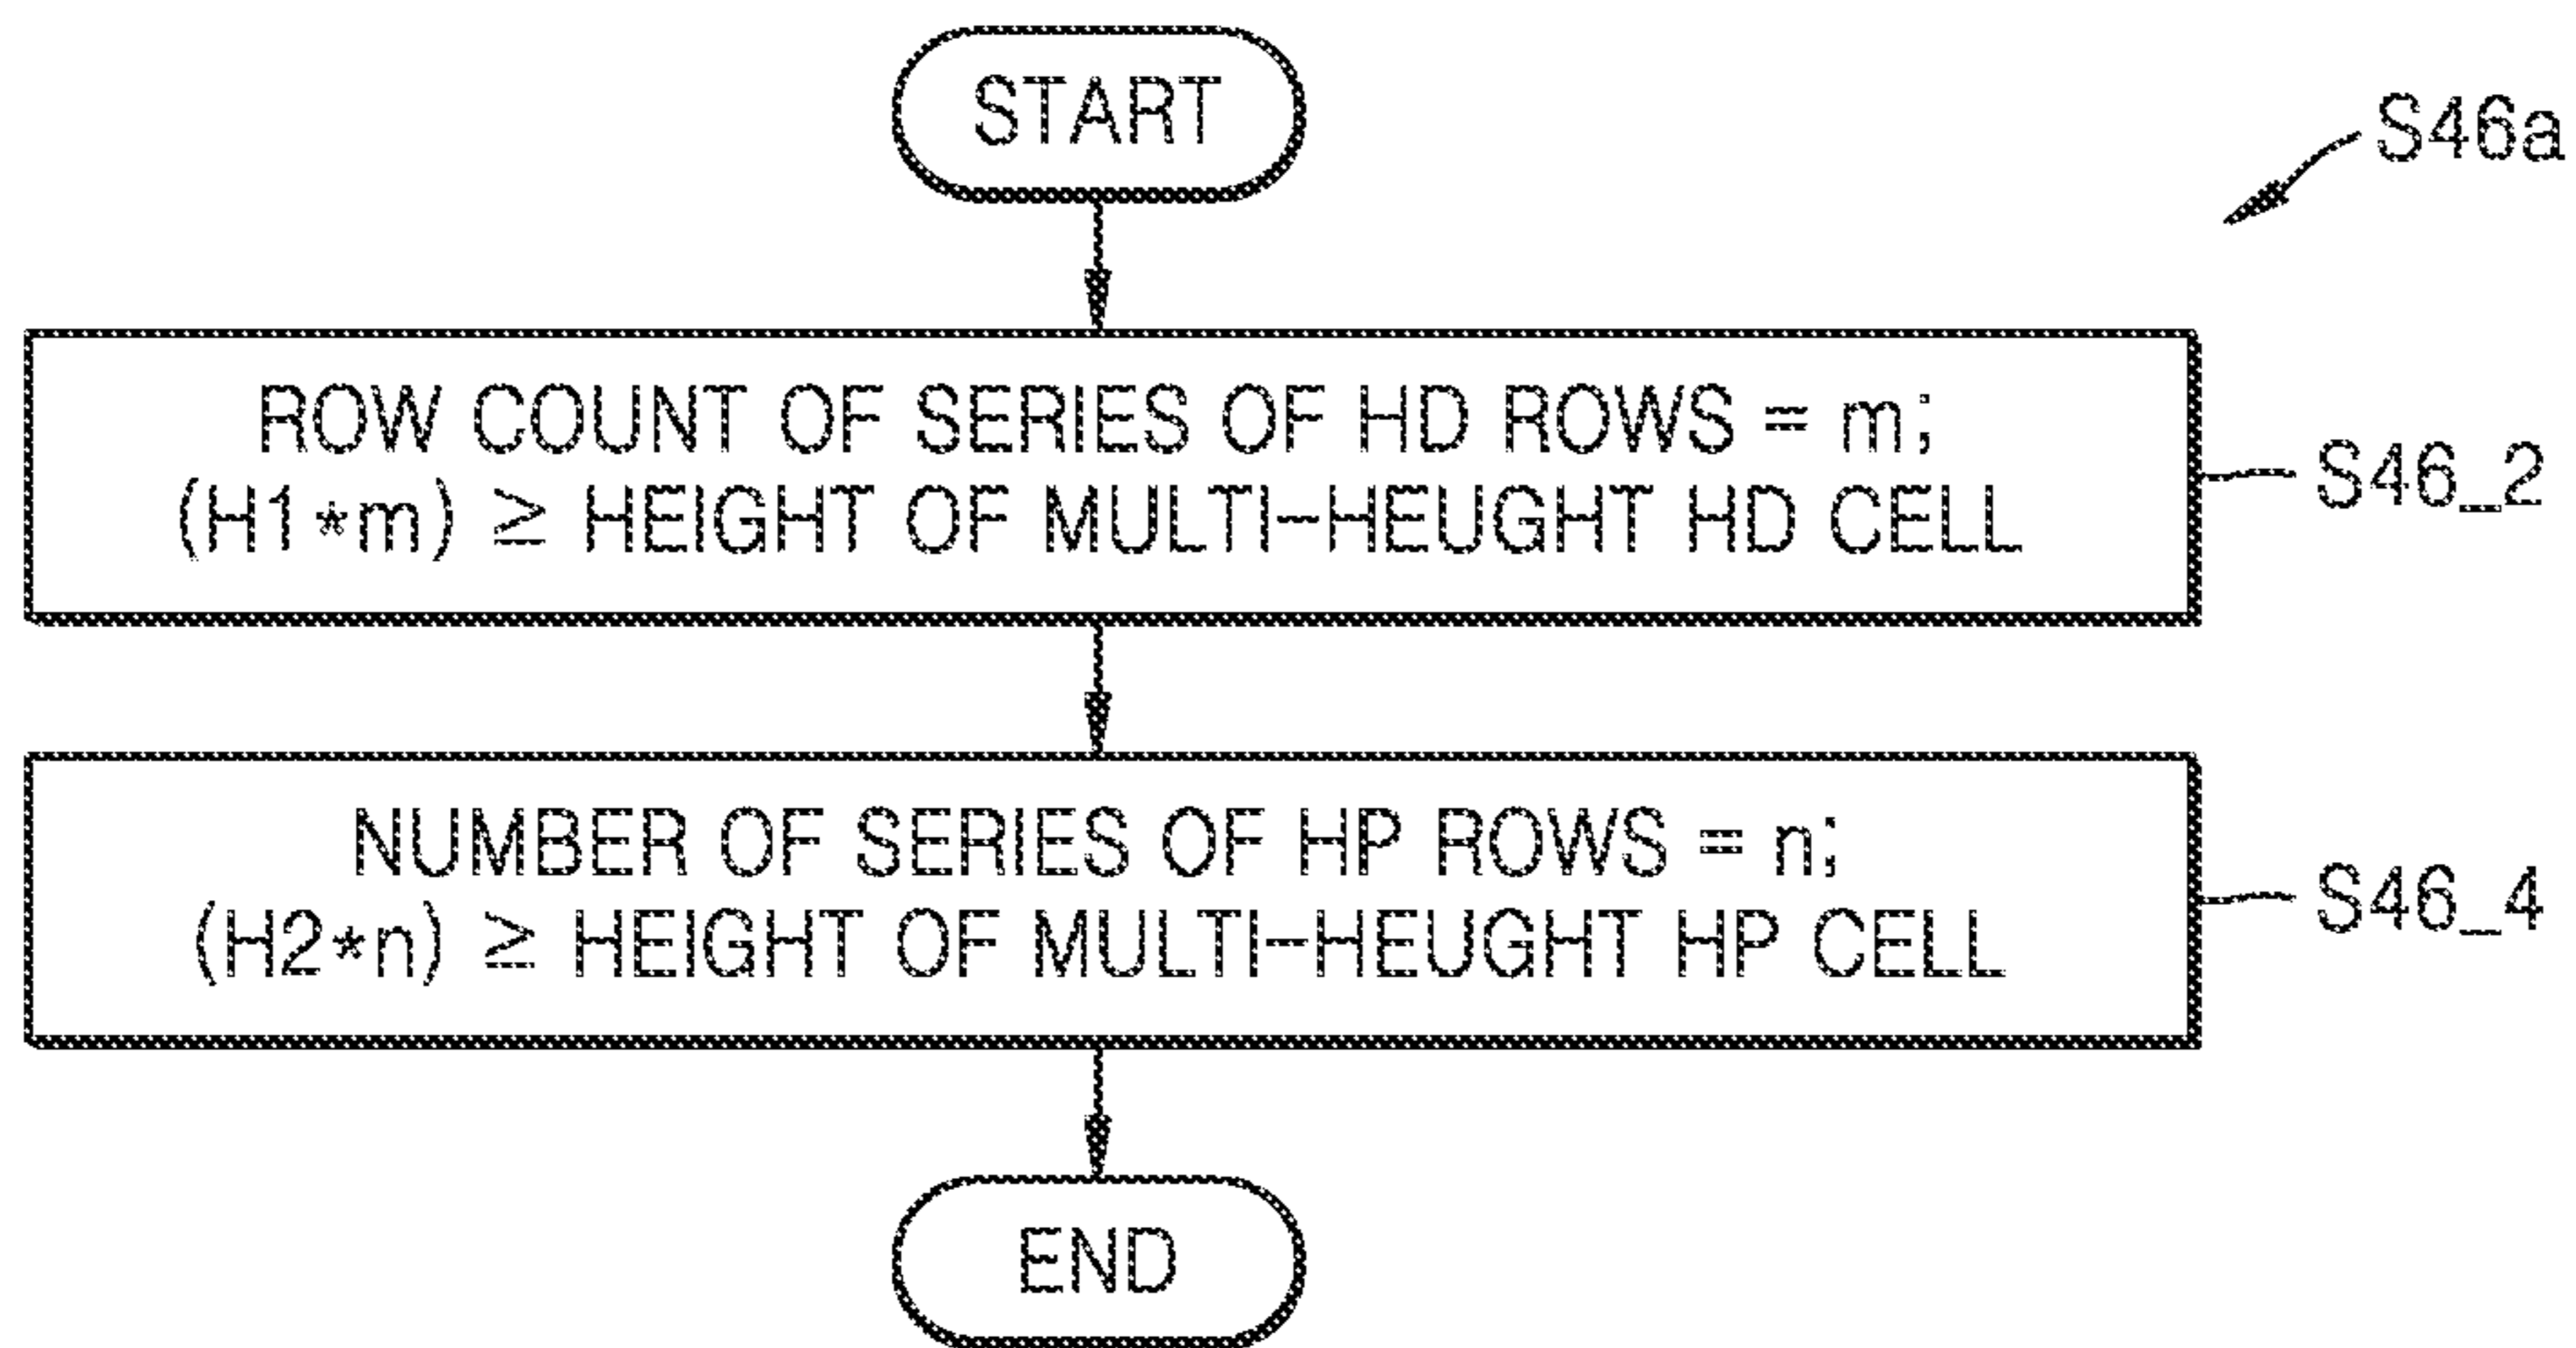 START
S46a
ROW COUNT OF SERIES OF HD ROWS = m;
(H1*m) ≥ HEIGHT OF MULTI-HEUGHT HD CELL
S46_2
NUMBER OF SERIES OF HP ROWS = n;
(H2*n) ≥ HEIGHT OF MULTI-HEUGHT HP CELL
S46_4
END